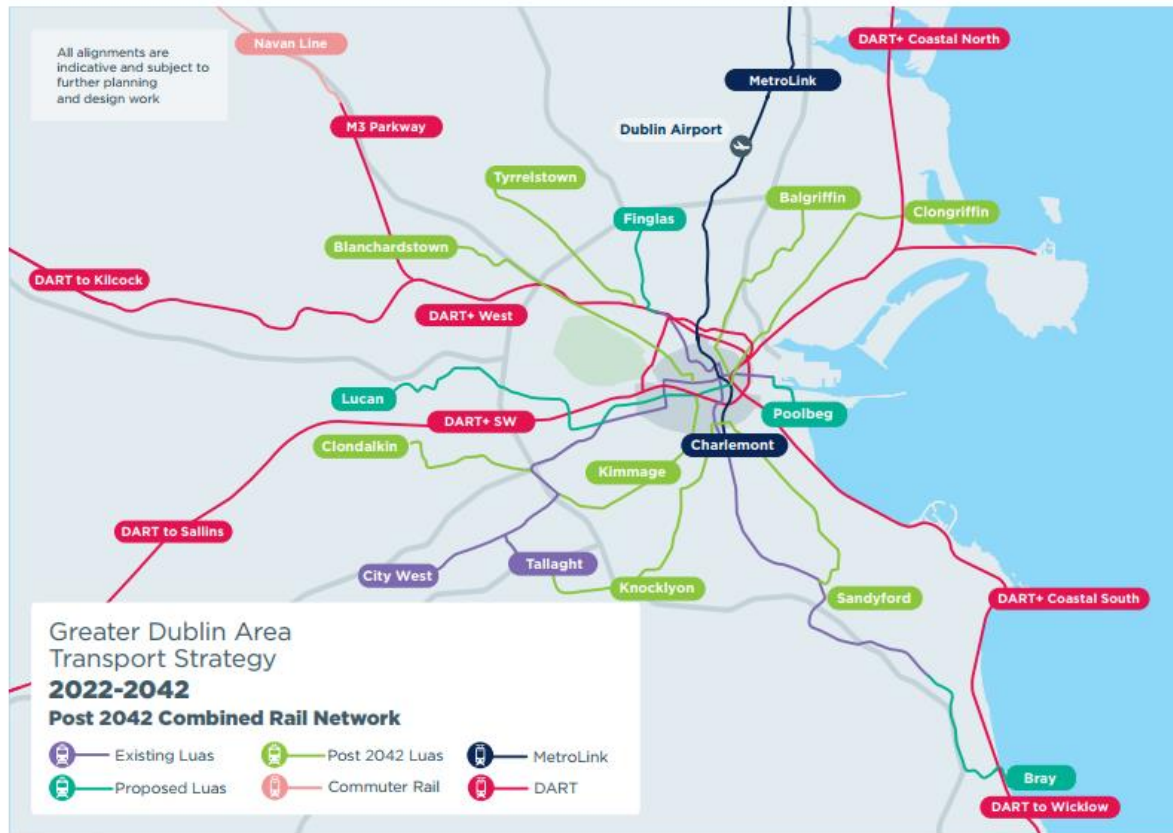 All alignments are
indicative and subject to
further planning
and design work
Navan Line
DART+ Coastal North
MetroLink
M3 Parkway
Dublin Airport
Tyrrelstown
Balgriffin
Finglas
Clongriffin
Blanchardstown
DART to Kilcock
DART+ West
Lucan
DART+ SW
Poolbeg
Clondalkin
Charlemont
Kimmage
DART to Sallins
City West
Tallaght
Knocklyon
Sandyford
DART+ Coastal South
Bray
DART to Wicklow
Greater Dublin Area
Transport Strategy
2022-2042
Post 2042 Combined Rail Network
Existing Luas
Post 2042 Luas
MetroLink
Proposed Luas
Commuter Rail
DART